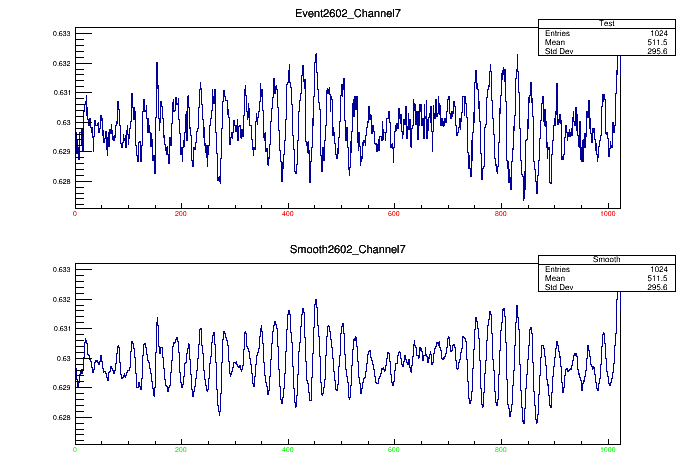 Event2602_Channel7
Test
Entries 1024
Mean 511.5
Std Dev 295.6
0.633
0.632
0.631
0.63
0.629
0.628
0 200 400 600 800 1000
Smooth2602_Channel7
Smooth
Entries 1024
Mean 511.5
Std Dev 295.6
0.633
0.632
0.631
0.63
0.629
0.628
0 200 400 600 800 1000